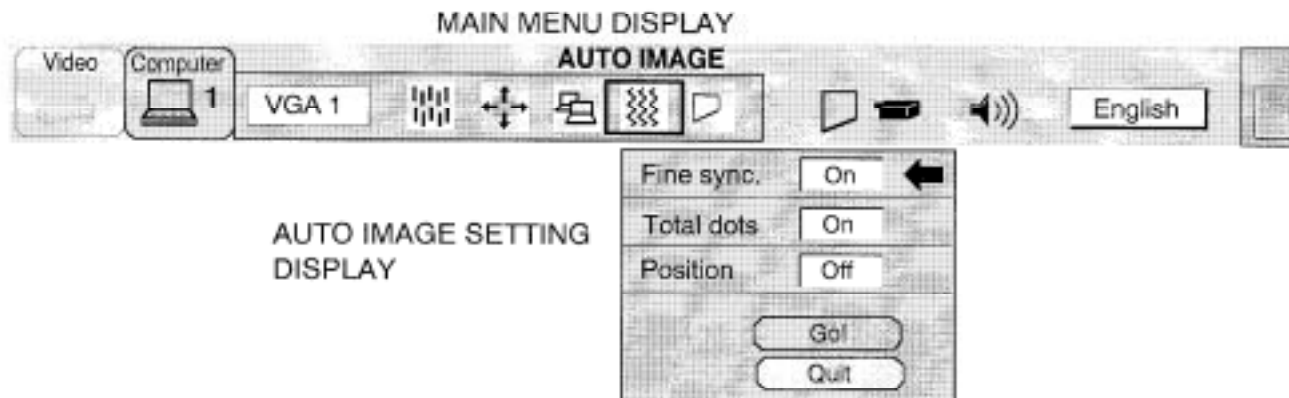 MAIN MENU DISPLAY
AUTO IMAGE
Video
Computer
1
VGA 1
English
Fine sync. On
Total dots On
Position Off
AUTO IMAGE SETTING
DISPLAY
Go!
Quit